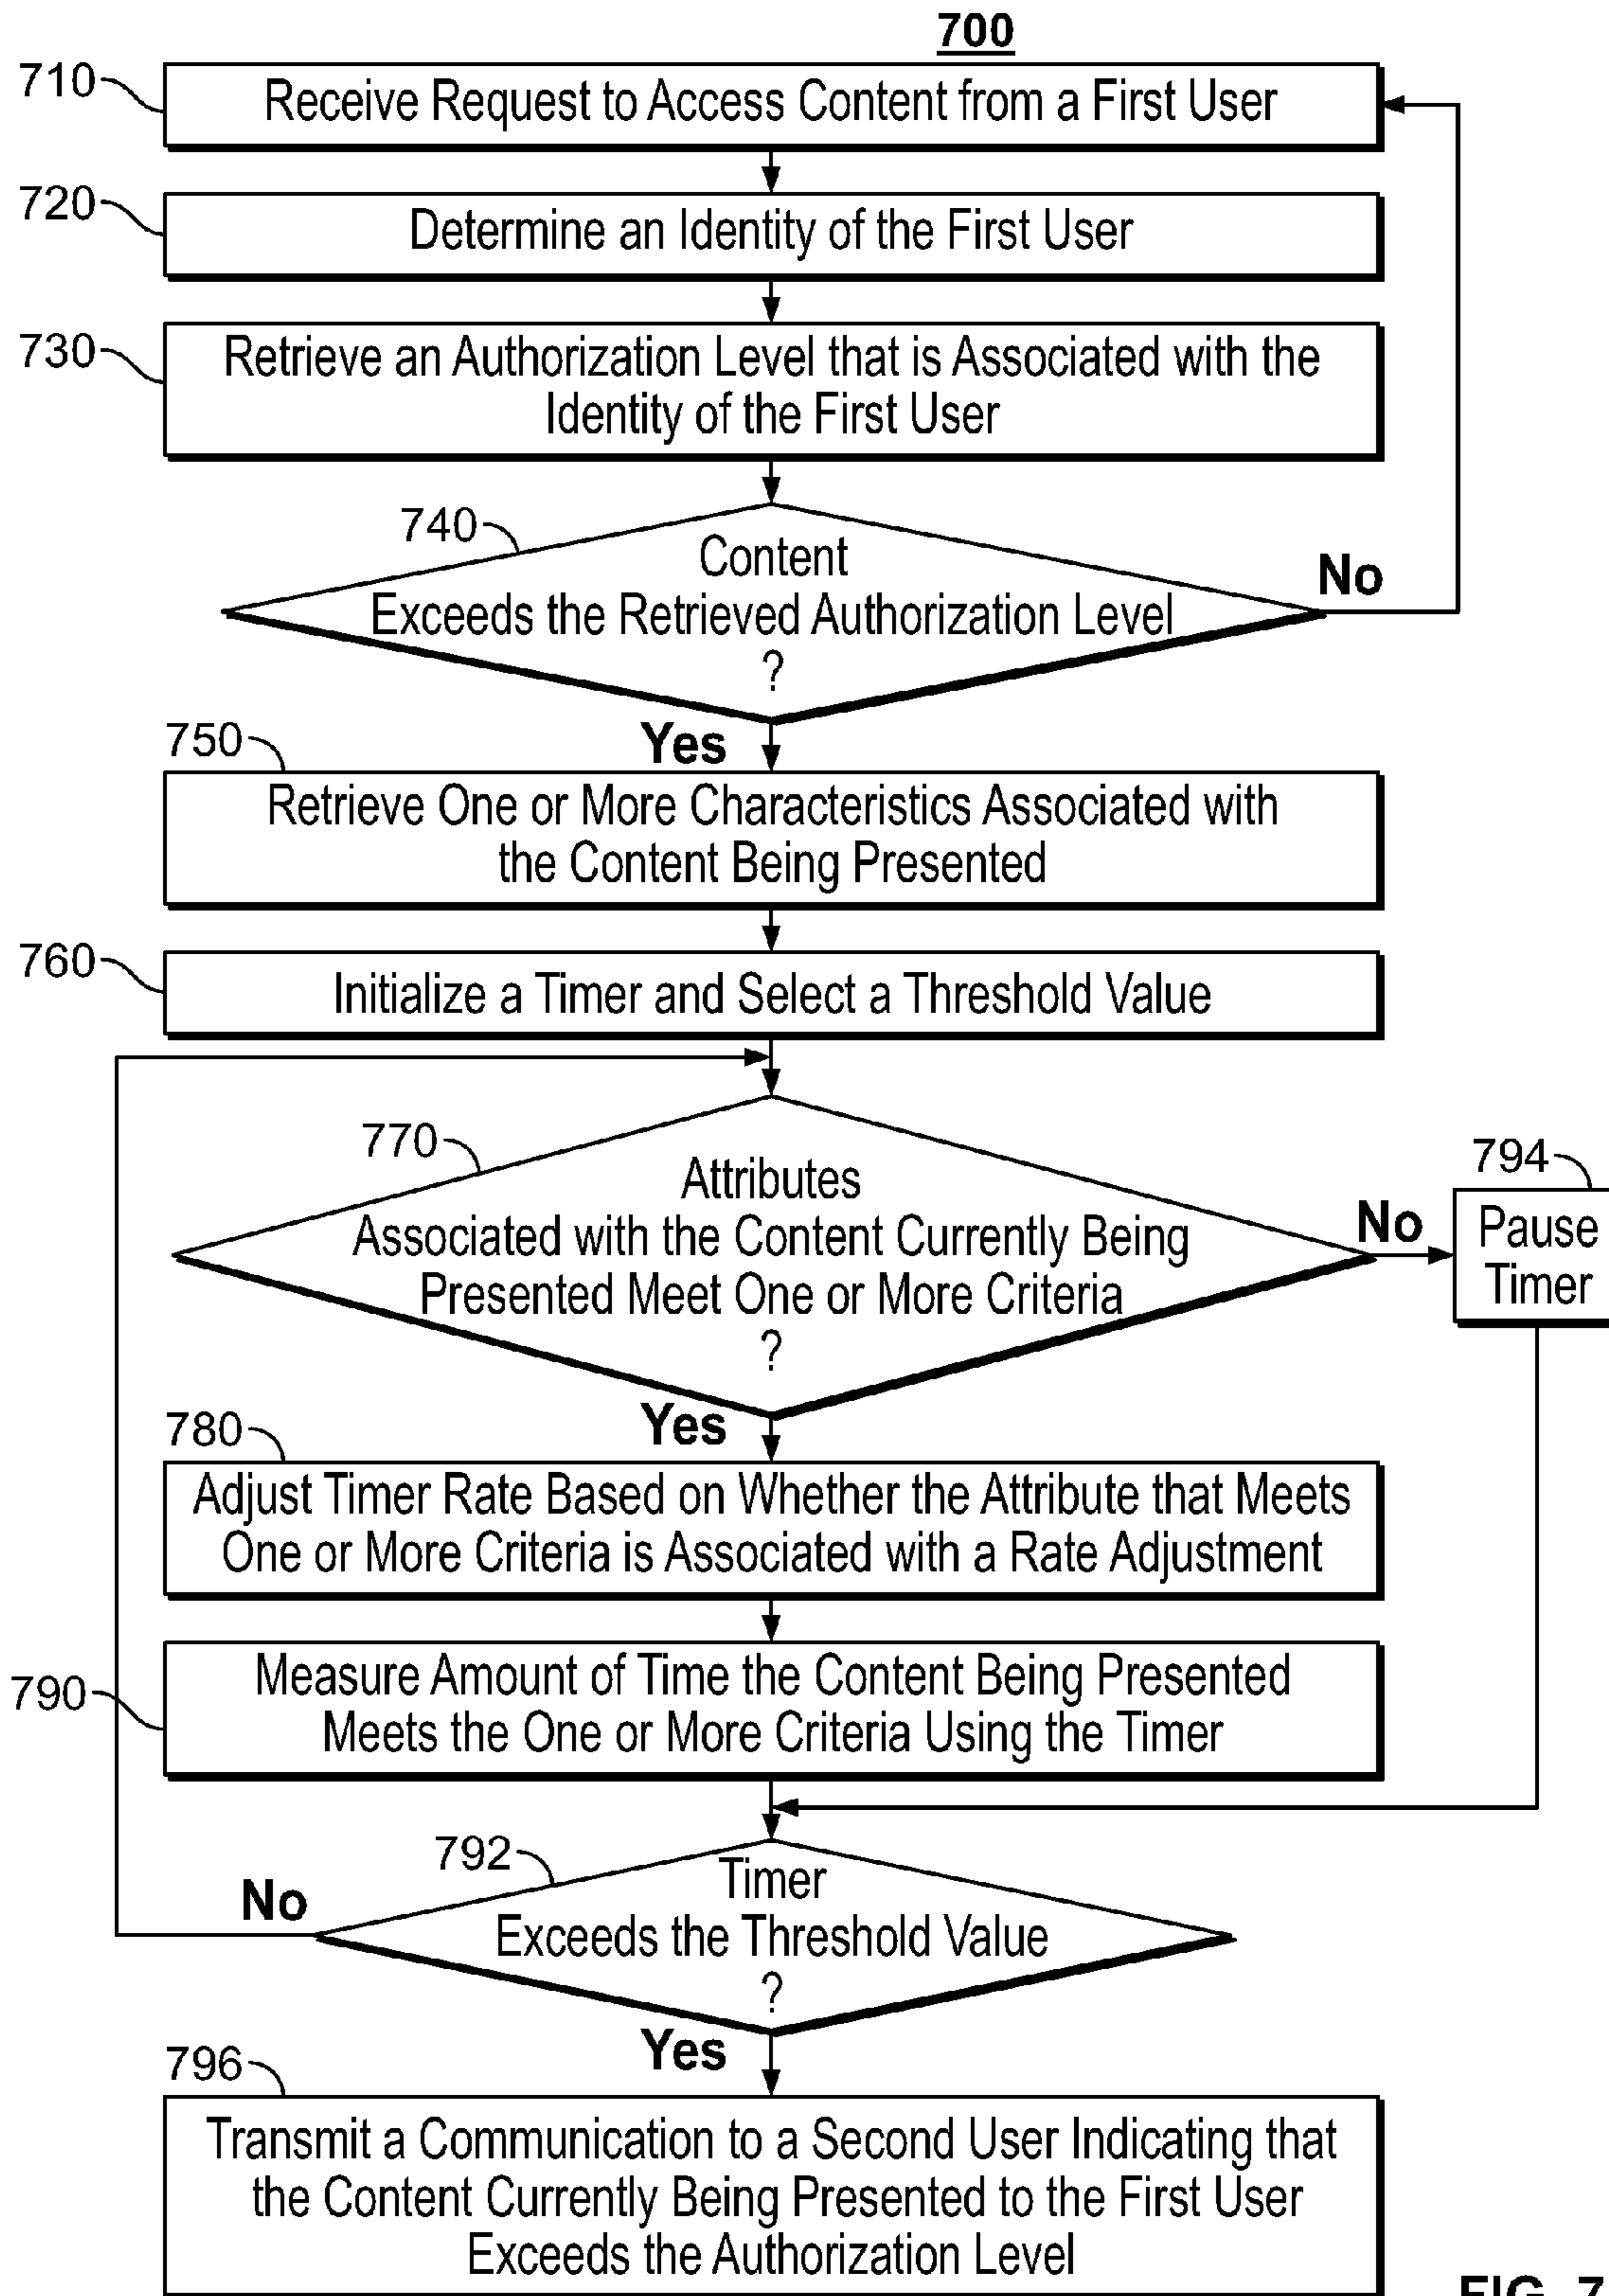 700
710
Receive Request to Access Content from a First User
720
Determine an Identity of the First User
730
Retrieve an Authorization Level that is Associated with the
Identity of the First User
740
Content
Exceeds the Retrieved Authorization Level
?
No
Yes
750
Retrieve One or More Characteristics Associated with
the Content Being Presented
760
Initialize a Timer and Select a Threshold Value
770
Attributes
Associated with the Content Currently Being
Presented Meet One or More Criteria
?
No
794
Pause
Timer
Yes
780
Adjust Timer Rate Based on Whether the Attribute that Meets
One or More Criteria is Associated with a Rate Adjustment
790
Measure Amount of Time the Content Being Presented
Meets the One or More Criteria Using the Timer
792
Timer
Exceeds the Threshold Value
?
No
Yes
796
Transmit a Communication to a Second User Indicating that
the Content Currently Being Presented to the First User
Exceeds the Authorization Level
FIG. 7